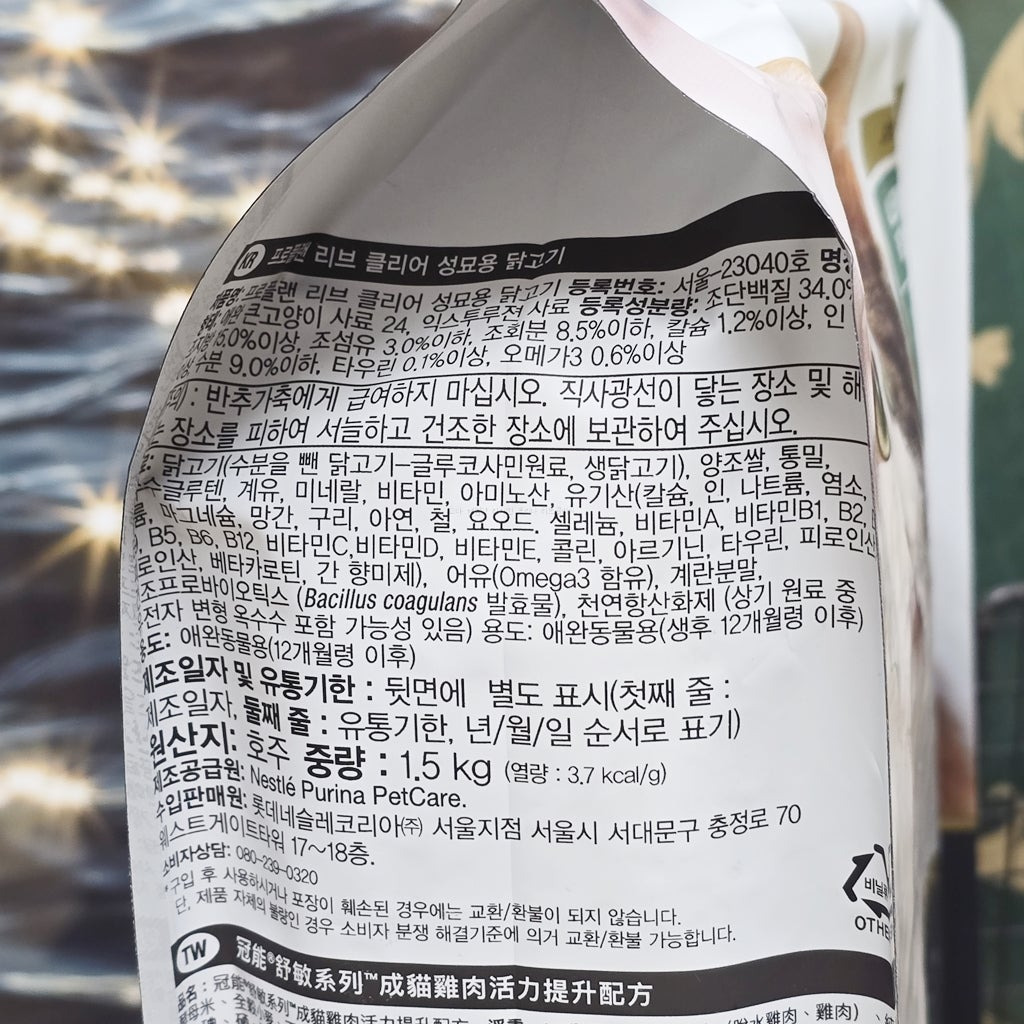 KR 프로플랜 리브 클리어 성묘용 닭고기
프로플랜 리브 클리어 성묘용 닭고기 등록번호: 서울-23040호
큰고양이 사료 24, 익스트루젼 사료 등록성분량: 조단백질 34.0%
5.0%이상, 조섬유 3.0%이하, 조회분 8.5%이하, 칼슘 1.2%이상, 인
수분 9.0%이하, 타우린 0.1%이상, 오메가3 0.6%이상
: 반추가축에게 급여하지 마십시오. 직사광선이 닿는 장소 및 해
는 장소를 피하여 서늘하고 건조한 장소에 보관하여 주십시오.
닭고기(수분을 뺀 닭고기-글루코사민원료, 생닭고기), 양조쌀, 통밀,
글루텐, 계유, 미네랄, 비타민, 아미노산, 유기산(칼슘, 인, 나트륨, 염소,
마그네슘, 망간, 구리, 아연, 철, 요오드, 셀레늄, 비타민A, 비타민B1, B2,
B5, B6, B12, 비타민C,비타민D, 비타민E, 콜린, 아르기닌, 타우린, 피로인산
로인산, 베타카로틴, 간 향미제), 어유(Omega3 함유), 계란분말,
조프로바이오틱스 (Bacillus coagulans 발효물), 천연항산화제 (상기 원료 중
전자 변형 옥수수 포함 가능성 있음) 용도: 애완동물용(생후 12개월령 이후)
용도: 애완동물용(12개월령 이후)
제조일자 및 유통기한 : 뒷면에 별도 표시(첫째 줄 :
제조일자, 둘째 줄 : 유통기한, 년/월/일 순서로 표기)
원산지: 호주 중량 : 1.5 kg (열량 : 3.7 kcal/g)
제조공급원: Nestlé Purina PetCare.
수입판매원: 롯데네슬레코리아㈜ 서울지점 서울시 서대문구 충정로 70
웨스트게이트타워 17~18층.
소비자상담: 080-239-0320
*구입 후 사용하시거나 포장이 훼손된 경우에는 교환/환불이 되지 않습니다.
단, 제품 자체의 불량인 경우 소비자 분쟁 해결기준에 의거 교환/환불 가능합니다.
비닐
OTHE
TW 冠能®舒敏系列™成貓雞肉活力提升配方
品名：冠能®舒敏系列™成貓雞肉活力提升配方